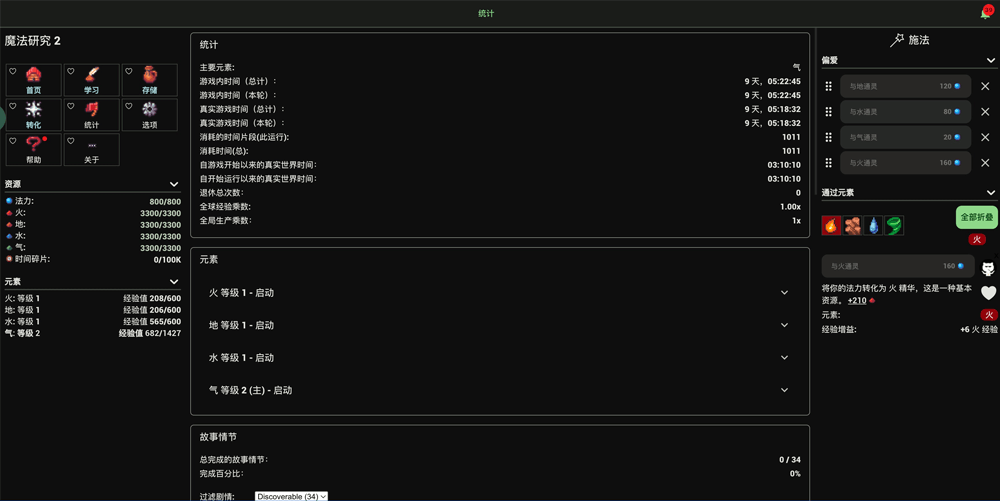 统计
29
魔法研究 2
首页
学习
存储
转化
统计
选项
帮助
关于
资源
法力: 800/800
火: 3300/3300
地: 3300/3300
水: 3300/3300
气: 3300/3300
时间碎片: 0/100K
元素
火: 等级 1 经验值 208/600
地: 等级 1 经验值 206/600
水: 等级 1 经验值 565/600
气: 等级 2 经验值 682/1427
统计
主要元素: 气
游戏内时间（总计）: 9 天，05:22:45
游戏内时间（本轮）: 9 天，05:22:45
真实游戏时间（总计）: 9 天，05:18:32
真实游戏时间（本轮）: 9 天，05:18:32
消耗的时间片段(此运行): 1011
消耗时间(总): 1011
自游戏开始以来的真实世界时间: 03:10:10
自开始运行以来的真实世界时间: 03:10:10
退休总次数: 0
全球经验乘数: 1.00x
全局生产乘数: 1x
元素
火 等级 1 - 启动
地 等级 1 - 启动
水 等级 1 - 启动
气 等级 2 (主) - 启动
故事情节
总完成的故事情节: 0 / 34
完成百分比: 0%
过滤剧情: Discoverable (34)
施法
偏爱
与地通灵 120
与水通灵 80
与气通灵 20
与火通灵 160
通过元素
全部折叠
火
与火通灵 160
将你的法力转化为 火 精华，这是一种基本
资源。 +210
元素: 火
经验增益: +6 火 经验